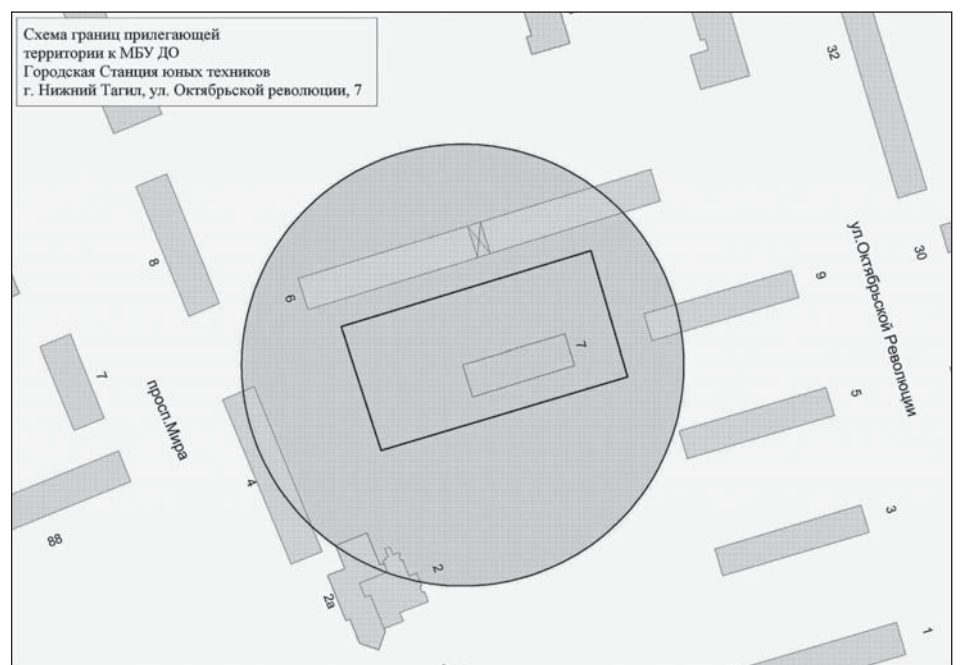 Схема границ прилегающей
территории к МБУ ДО
Городская Станция юных техников
г. Нижний Тагил, ул. Октябрьской революции, 7
32
30
ул.Октябрьской Революции
8
6
9
7
7
просп.Мира
5
4
3
88
2
2а
1